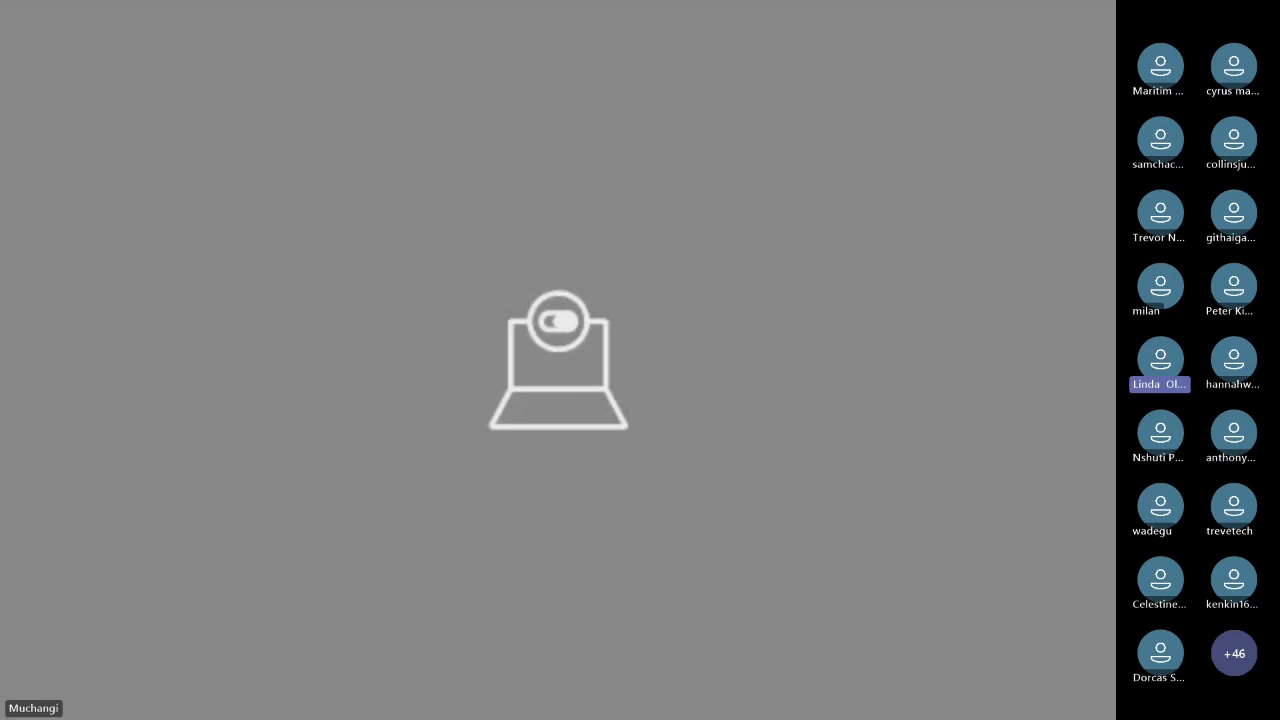 Maritim ...
cyrus ma...
samchac...
collinsju...
Trevor N...
githaiga...
milan
Peter Ki...
Linda Ol...
hannahw...
Nshuti P...
anthony...
wadegu
trevetech
Celestine...
kenkin16...
Dorcas S...
+46
Muchangi